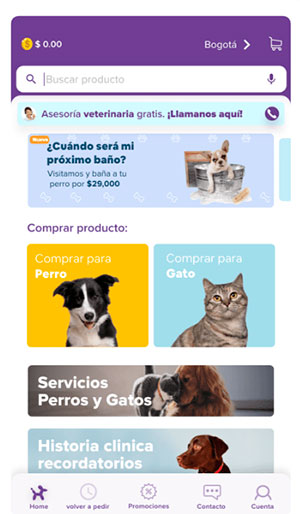 $ $ 0.00
Bogotá
Buscar producto
Asesoría veterinaria gratis. ¡Llamanos aquí!
Nuevo
¿Cuándo será mi
próximo baño?
Visitamos y baña a tu
perro por $29,000
Comprar producto:
Comprar para
Perro
Comprar para
Gato
Servicios
Perros y Gatos
Historia clinica
recordatorios
Home
volver a pedir
Promociones
Contacto
Cuenta